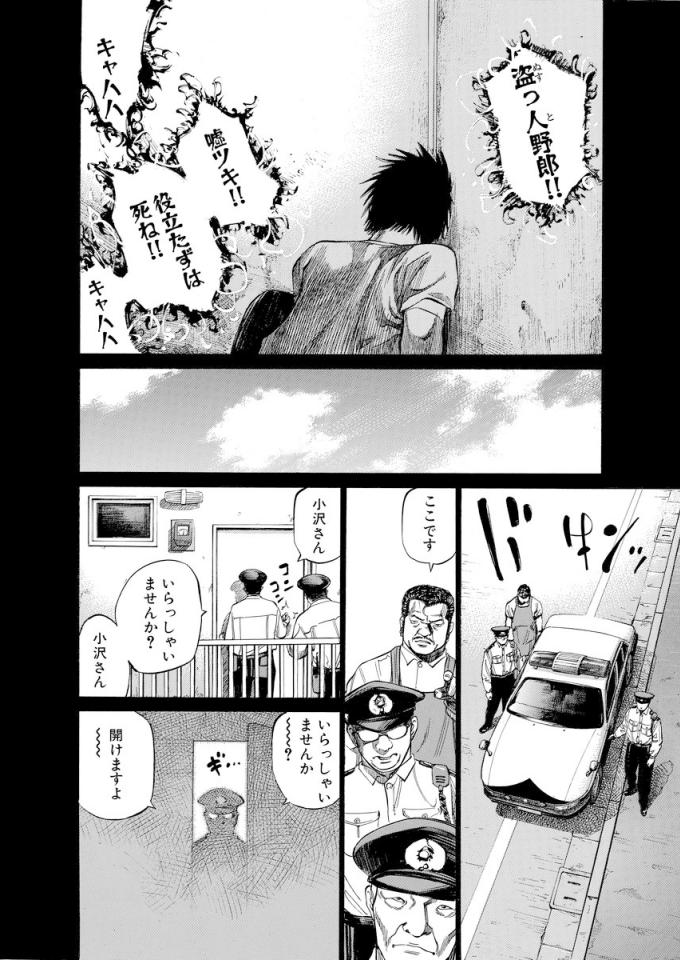 盗っ人野郎!!
嘘ツキ!!
役立たずは
死ね!!
キャハハ
キャハハ
ドキンッ
ここです
小沢さん
コンコン
いらっしゃい
ませんか?
小沢さん
いらっしゃい
ませんか
〜?
ギ…
開けますよ
〜